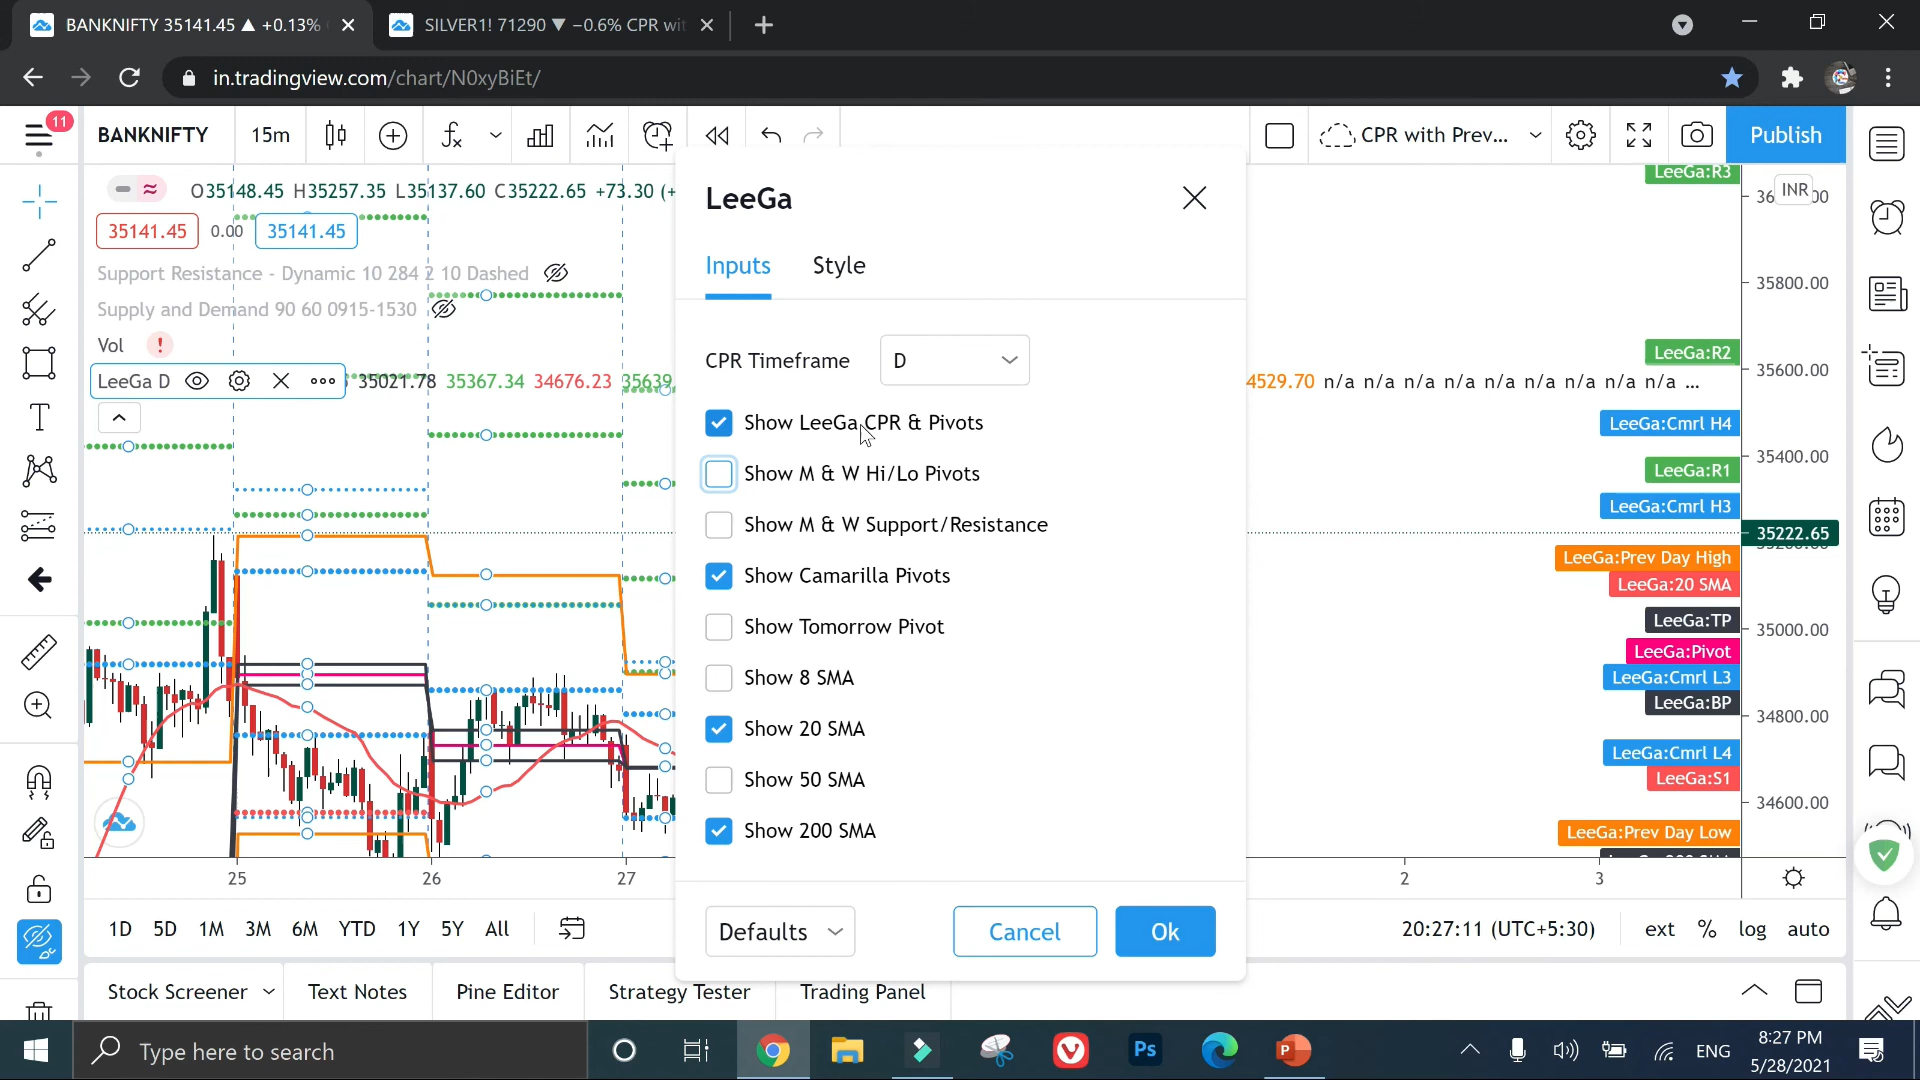 BANKNIFTY 35141.45 ▲ +0.13%
SILVER1! 71290 ▼ −0.6% CPR wit
in.tradingview.com/chart/N0xyBiEt/
11
BANKNIFTY
15m
CPR with Prev...
Publish
O35148.45 H35257.35 L35137.60 C35222.65 +73.30
35141.45
0.00
35141.45
Support Resistance - Dynamic 10 284 2 10 Dashed
Supply and Demand 90 60 0915-1530
Vol
LeeGa D
35021.78 35367.34 34676.23 35639
4529.70 n/a n/a n/a n/a n/a n/a n/a n/a n/a ...
LeeGa
Inputs
Style
CPR Timeframe
D
Show LeeGa CPR & Pivots
Show M & W Hi/Lo Pivots
Show M & W Support/Resistance
Show Camarilla Pivots
Show Tomorrow Pivot
Show 8 SMA
Show 20 SMA
Show 50 SMA
Show 200 SMA
Defaults
Cancel
Ok
LeeGa:R3
INR
35800.00
LeeGa:R2
35600.00
LeeGa:Cmrl H4
35400.00
LeeGa:R1
LeeGa:Cmrl H3
35222.65
LeeGa:Prev Day High
LeeGa:20 SMA
LeeGa:TP
35000.00
LeeGa:Pivot
LeeGa:Cmrl L3
LeeGa:BP
34800.00
LeeGa:Cmrl L4
LeeGa:S1
34600.00
LeeGa:Prev Day Low
25
26
27
2
3
1D
5D
1M
3M
6M
YTD
1Y
5Y
All
20:27:11 (UTC+5:30)
ext
%
log
auto
Stock Screener
Text Notes
Pine Editor
Strategy Tester
Trading Panel
Type here to search
Ps
ENG
8:27 PM
5/28/2021